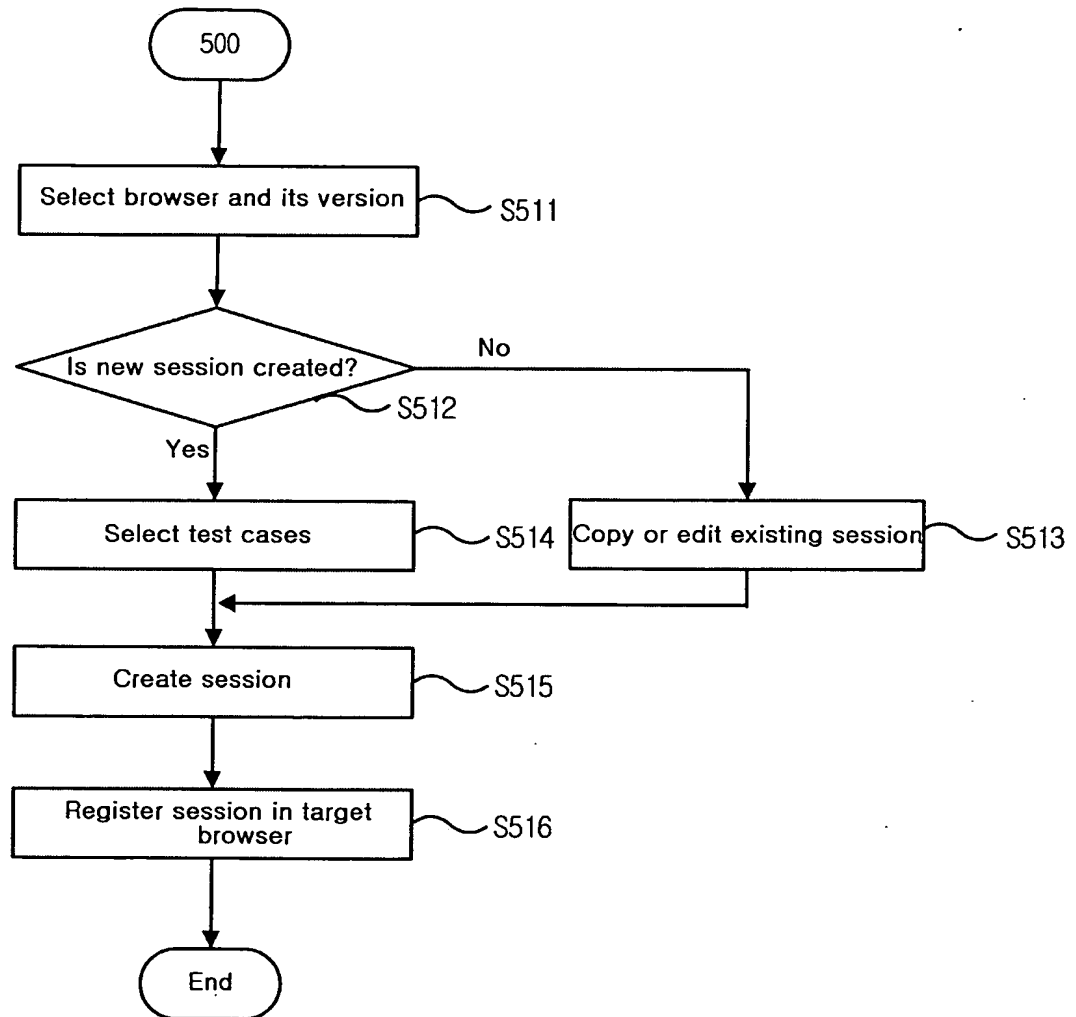 500
Select browser and its version
S511
Is new session created?
No
S512
Yes
Select test cases
S514
Copy or edit existing session
S513
Create session
S515
Register session in target
browser
S516
End